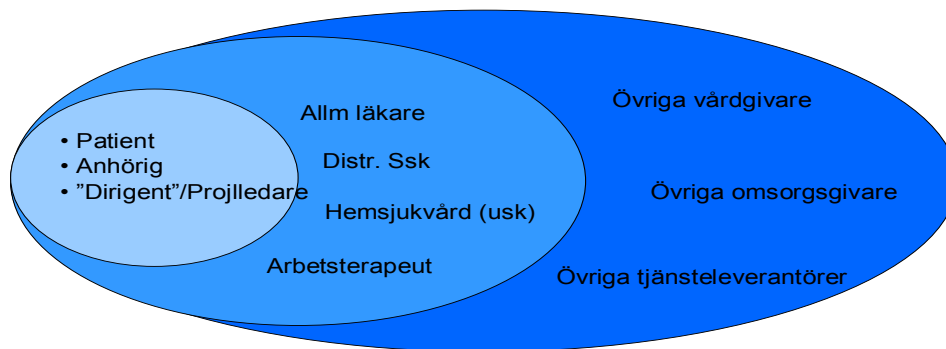 • Patient
• Anhörig
• ”Dirigent”/Projlledare
Allm läkare
Distr. Ssk
Hemsjukvård (usk)
Arbetsterapeut
Övriga vårdgivare
Övriga omsorgsgivare
Övriga tjänsteleverantörer